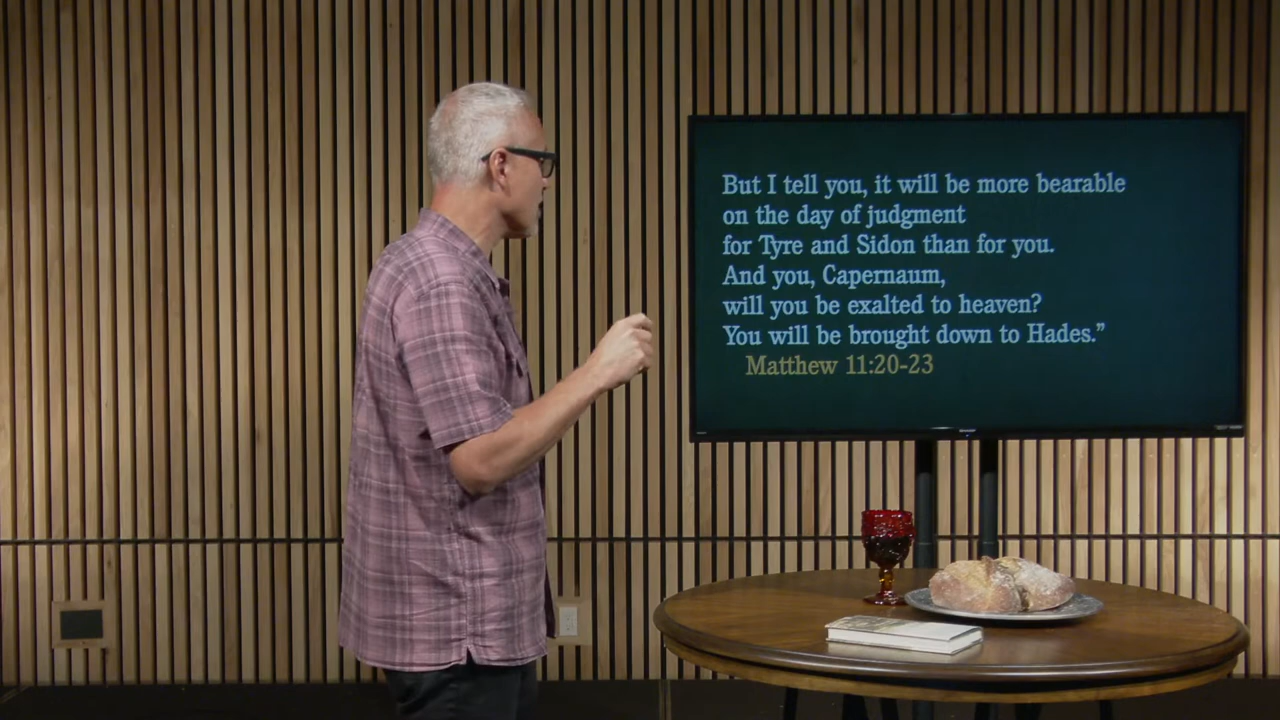 But I tell you, it will be more bearable
on the day of judgment
for Tyre and Sidon than for you.
And you, Capernaum,
will you be exalted to heaven?
You will be brought down to Hades.”
Matthew 11:20-23